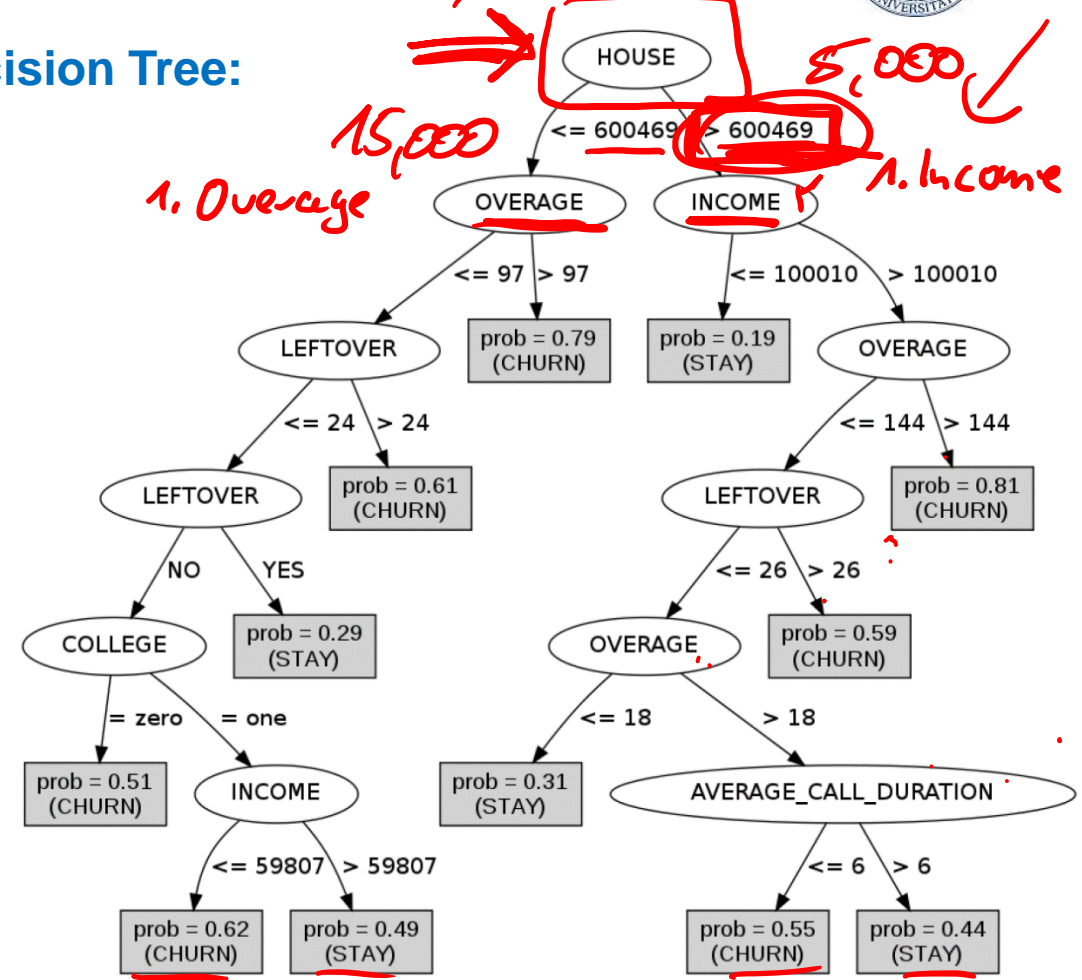 UNIVERSITAT
cision Tree:
HOUSE
8,000
15,000
<= 600469
> 600469
1. Overage
1. Income
OVERAGE
INCOME
<= 97
> 97
<= 100010
> 100010
LEFTOVER
prob = 0.79
(CHURN)
prob = 0.19
(STAY)
OVERAGE
<= 24
> 24
<= 144
> 144
LEFTOVER
prob = 0.61
(CHURN)
LEFTOVER
prob = 0.81
(CHURN)
NO
YES
<= 26
> 26
COLLEGE
prob = 0.29
(STAY)
OVERAGE
prob = 0.59
(CHURN)
= zero
= one
<= 18
> 18
prob = 0.51
(CHURN)
INCOME
prob = 0.31
(STAY)
AVERAGE_CALL_DURATION
<= 59807
> 59807
<= 6
> 6
prob = 0.62
(CHURN)
prob = 0.49
(STAY)
prob = 0.55
(CHURN)
prob = 0.44
(STAY)